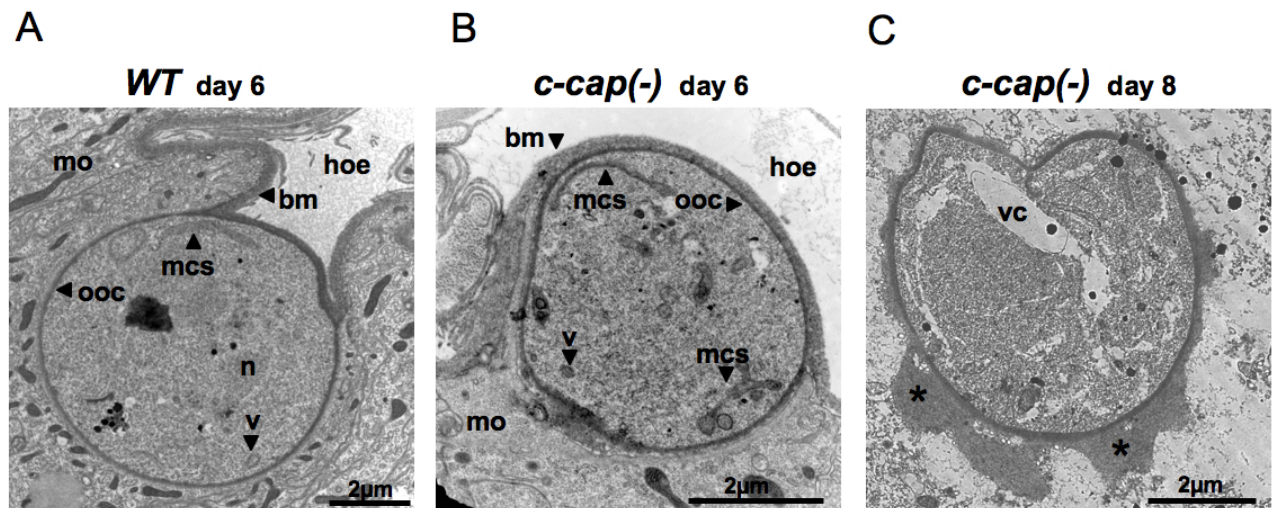 A
B
C
WT day 6
c-cap(-) day 6
c-cap(-) day 8
mo
hoe
bm
mcs
ooc
n
v
2µm
bm
hoe
mcs
ooc
v
mcs
mo
2µm
vc
*
*
2µm